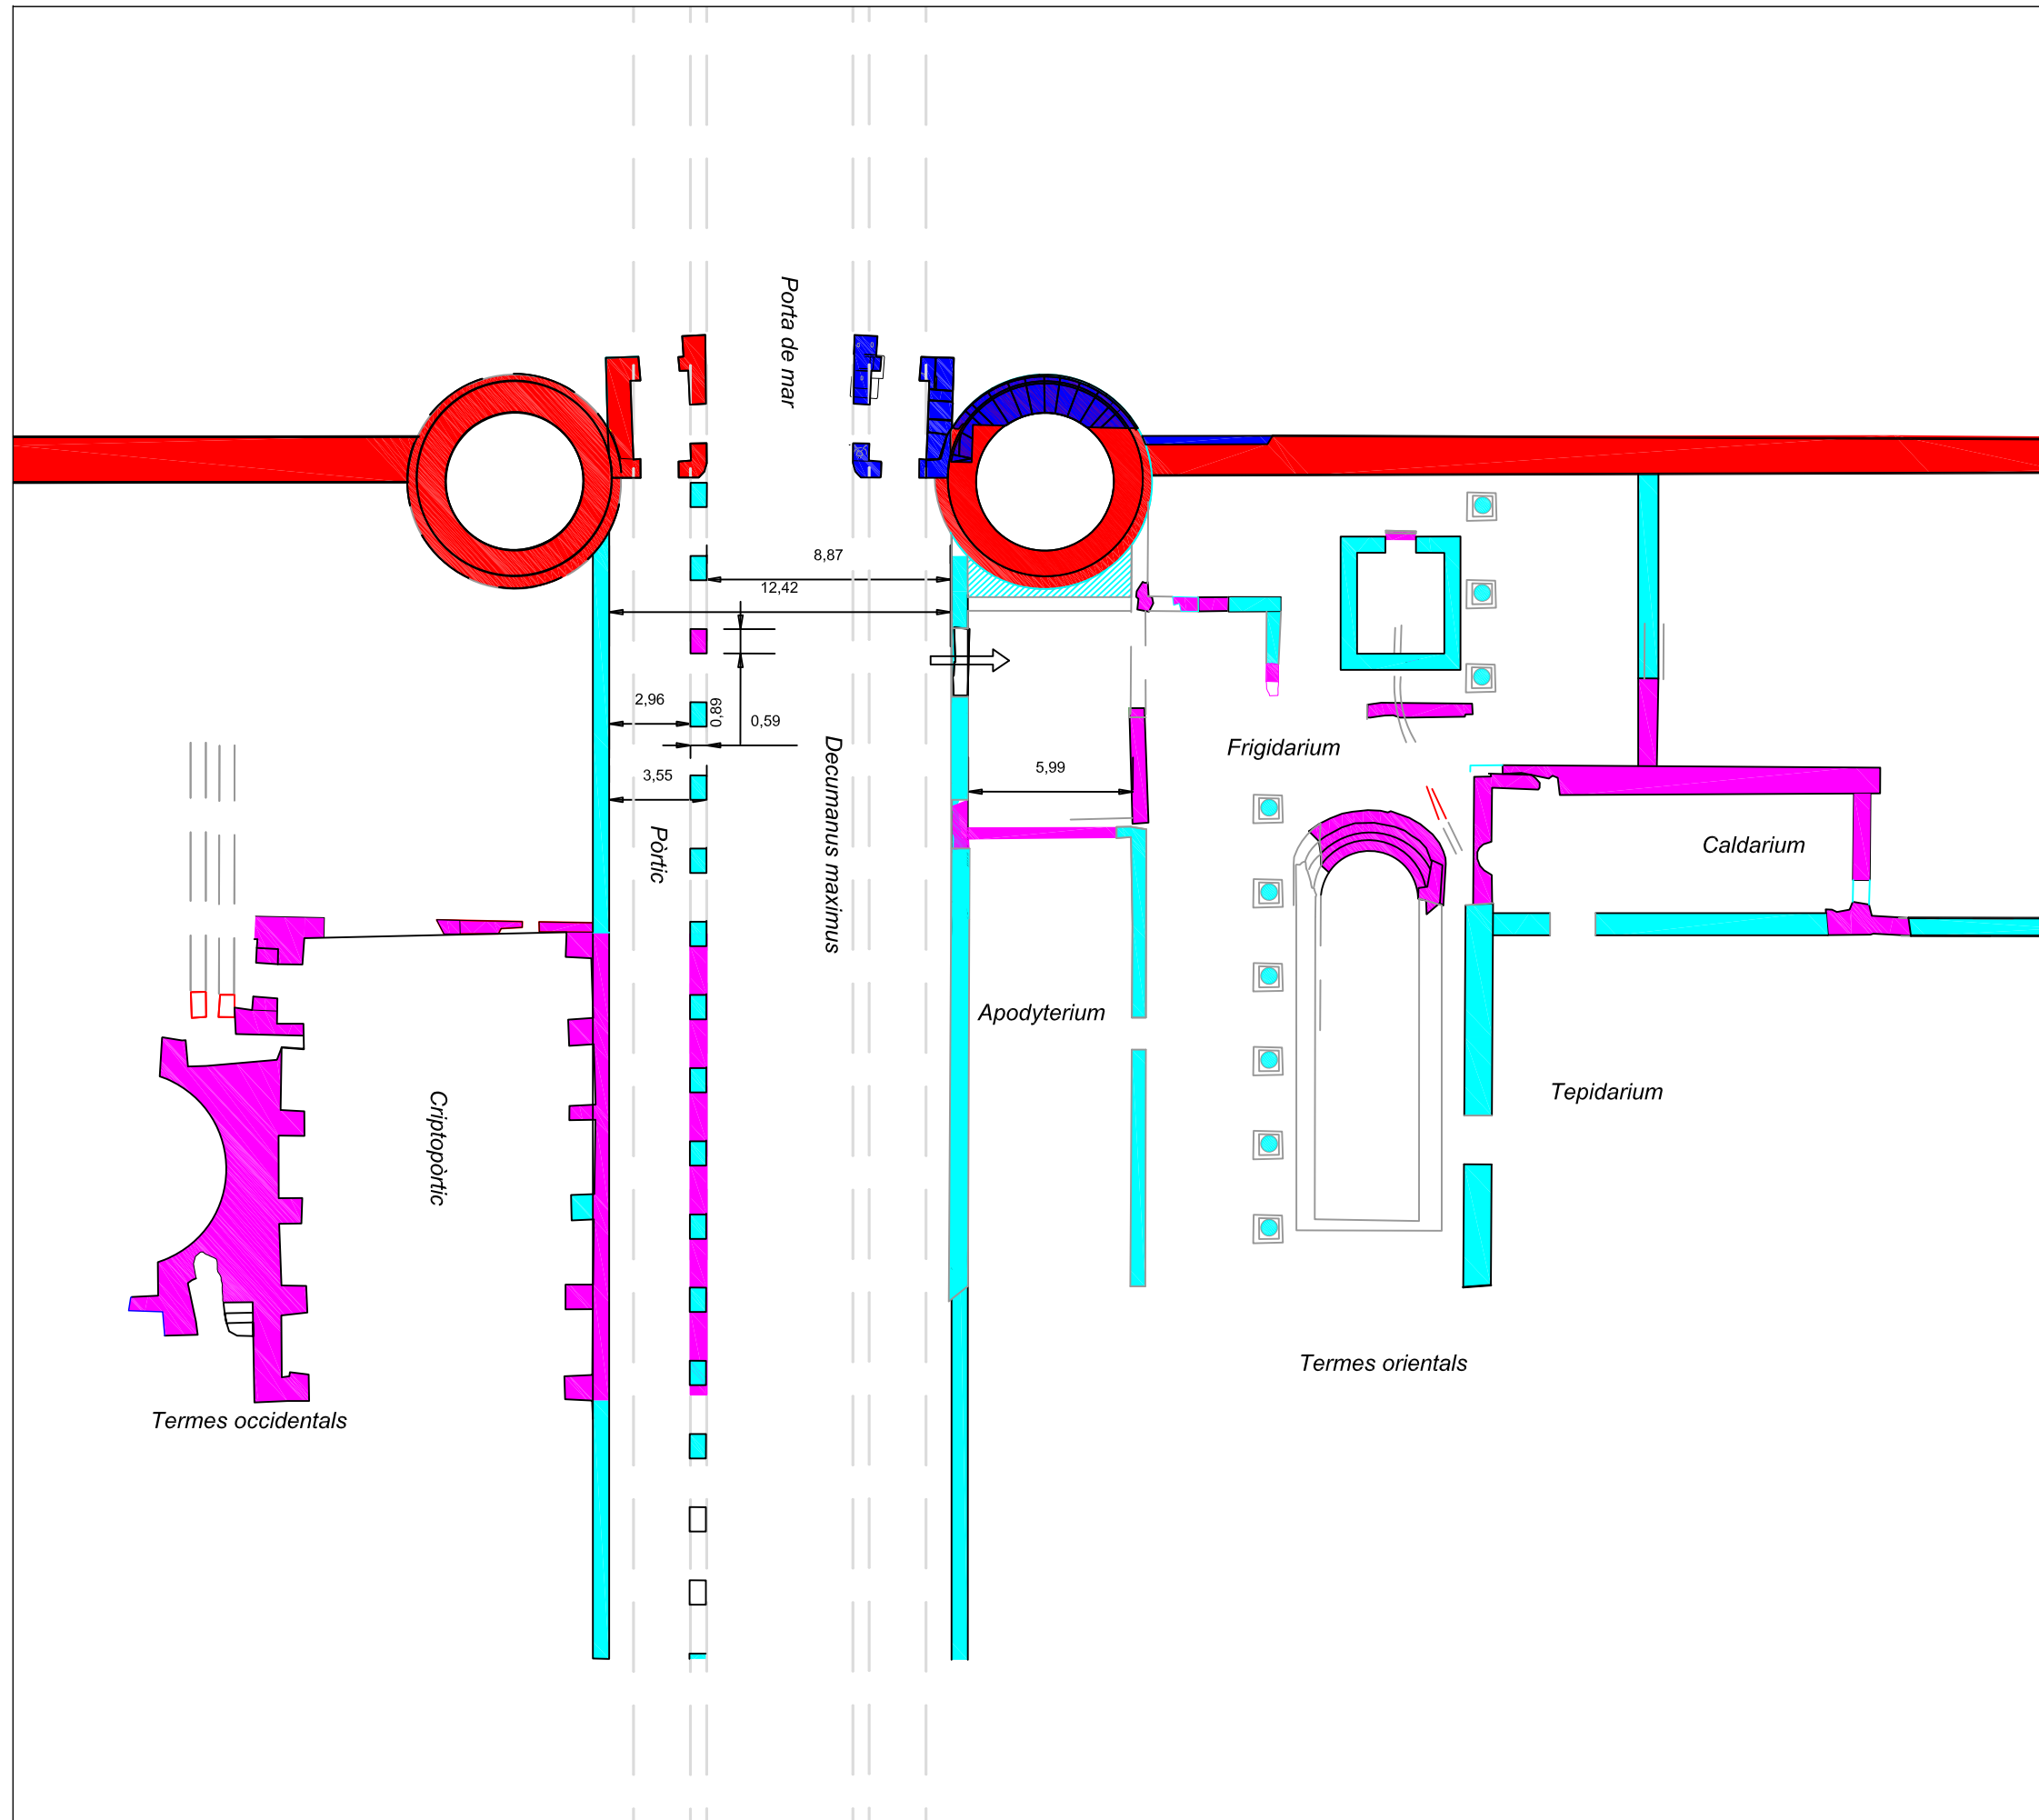 Porta de mar
8,87
12,42
2,96
0,89
0,59
3,55
5,99
Pòrtic
Decumanus maximus
Frigidarium
Caldarium
Apodyterium
Tepidarium
Criptopòrtic
Termes orientals
Termes occidentals